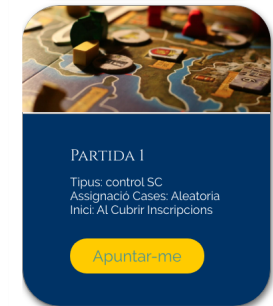 Partida 1
Tipus: control SC
Assignació Cases: Aleatoria
Inici: Al Cubrir Inscripcions
Apuntar-me